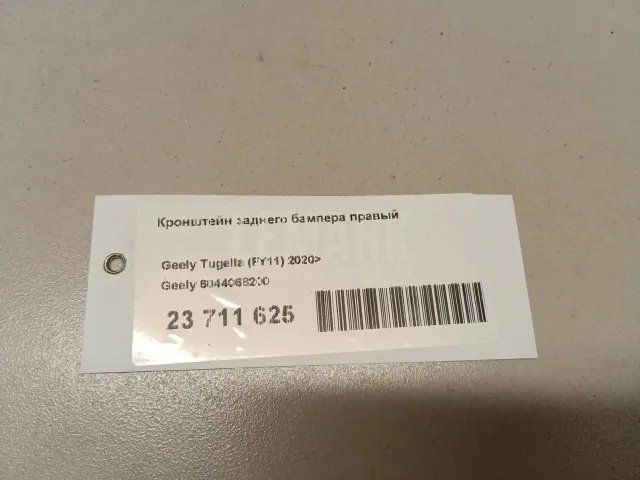 Кронштейн заднего бампера правый
Geely Tugella (FY11) 2020>
Geely 6044068200
23 711 625